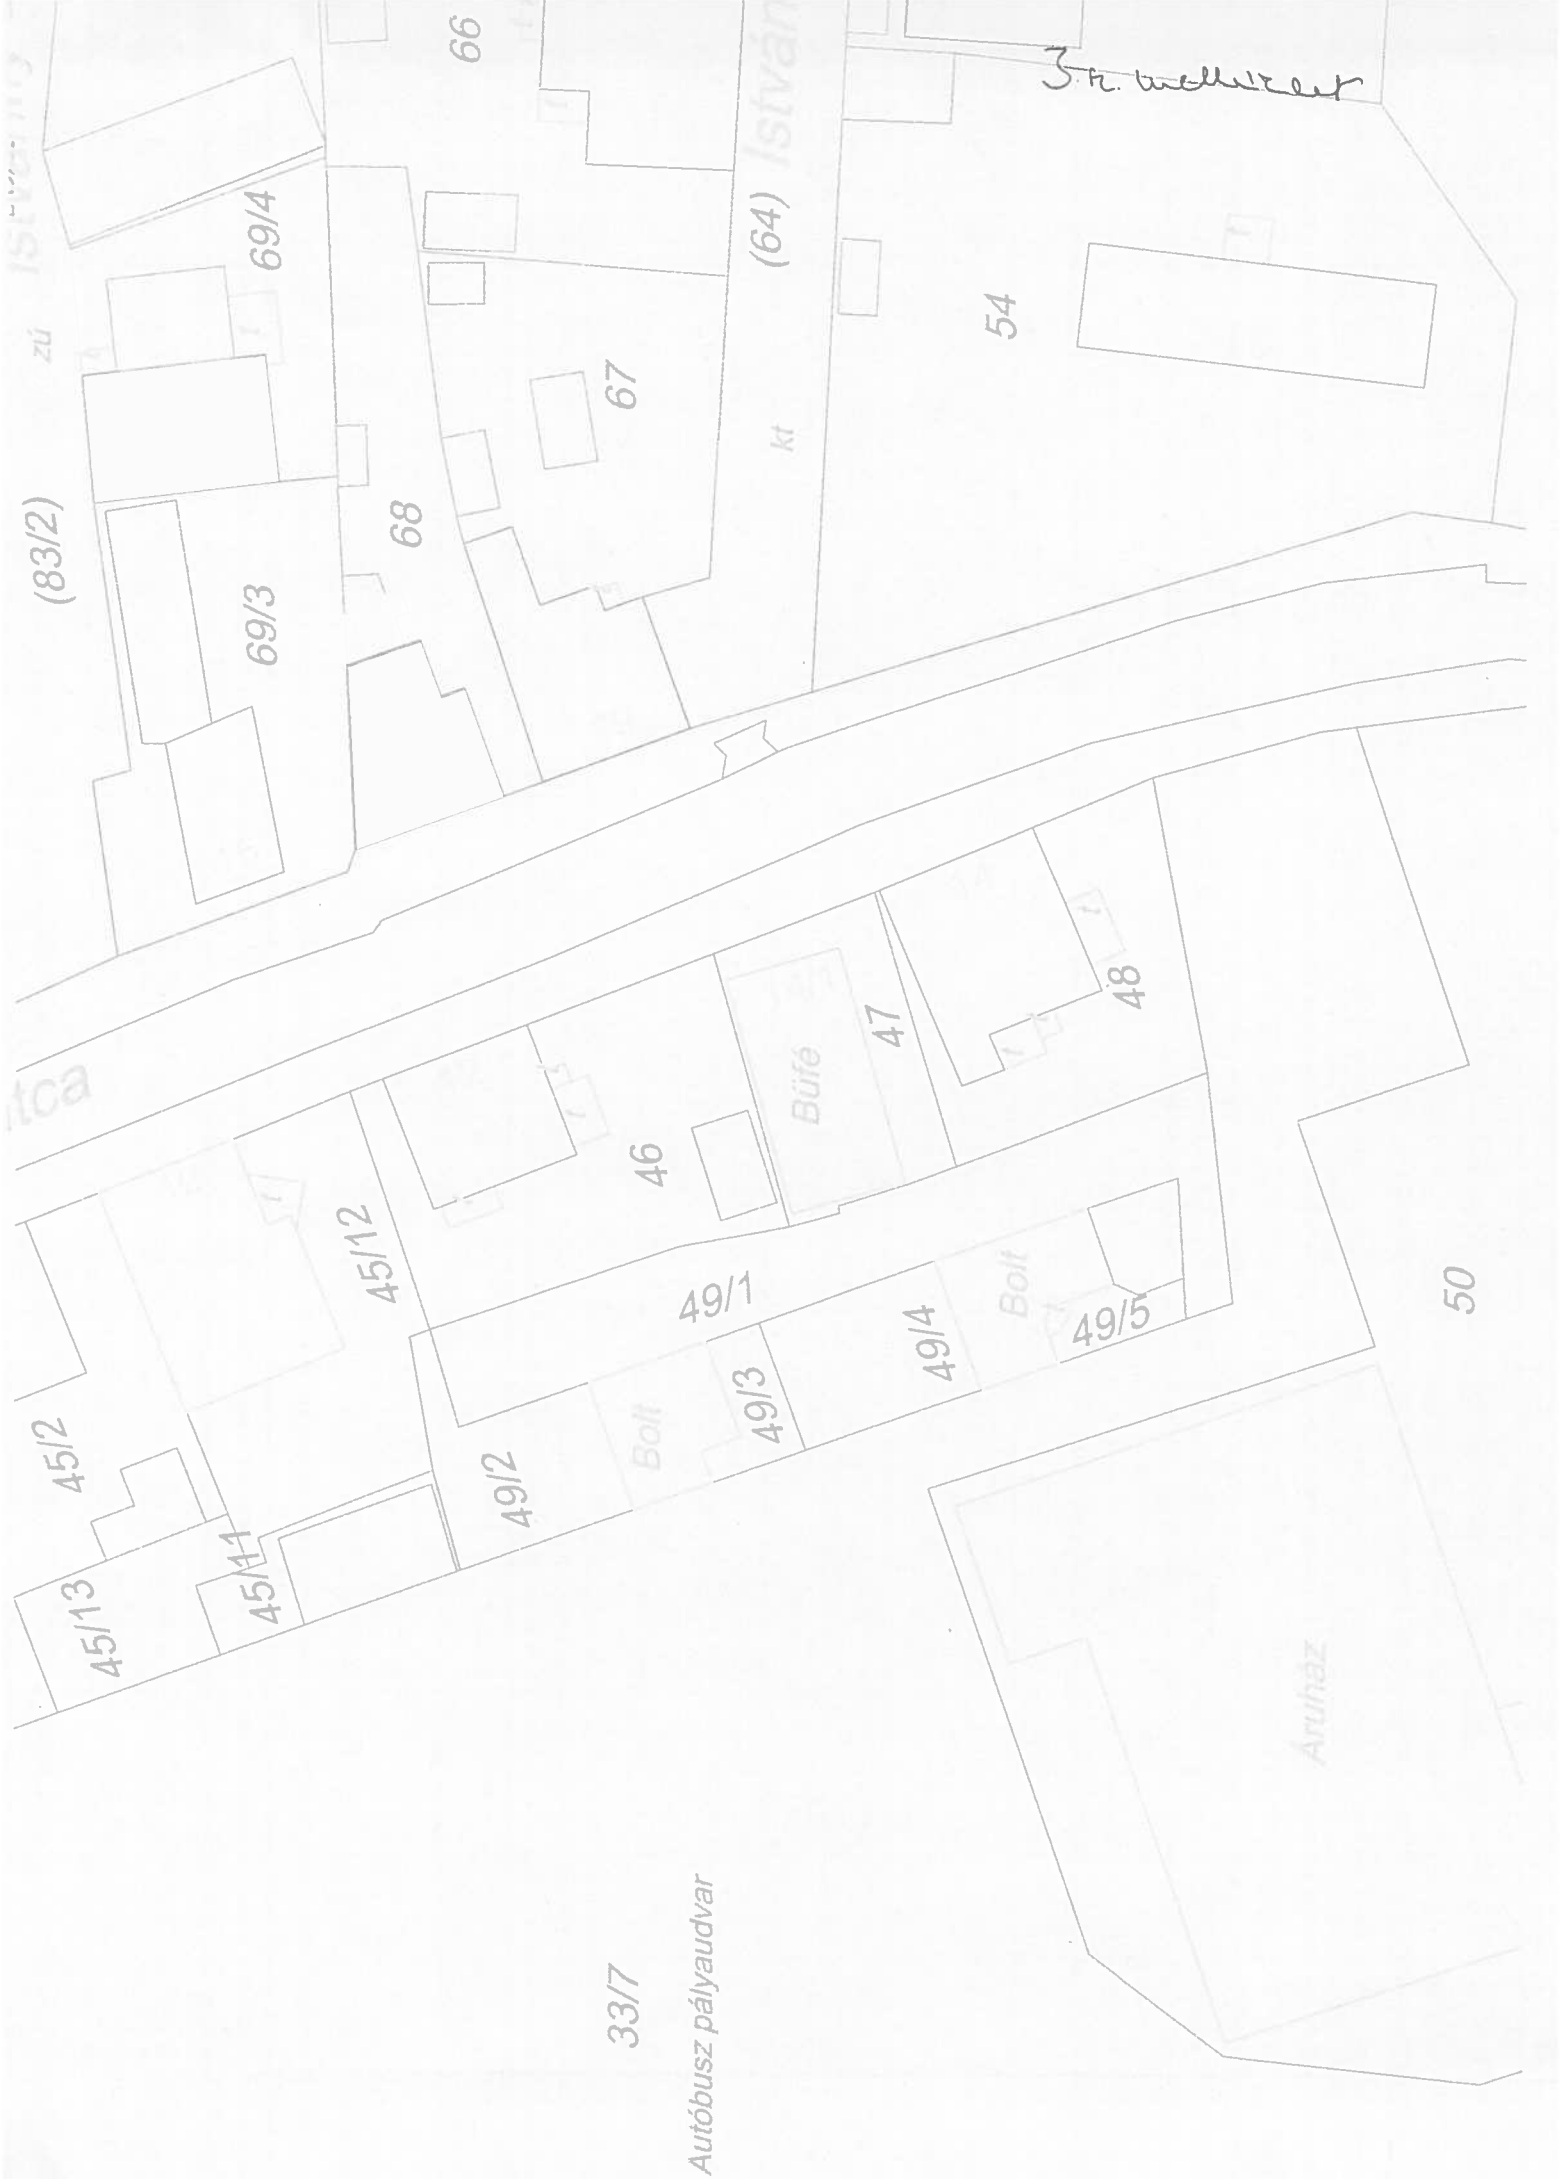 3. sz. melléklet
66
István
69/4
(64)
zú
54
67
kt
(83/2)
68
69/3
tca
48
47
Büfé
46
45/12
49/1
Bolt
49/5
49/4
49/3
50
45/2
Bolt
49/2
45/11
45/13
Áruház
33/7
Autóbusz pályaudvar